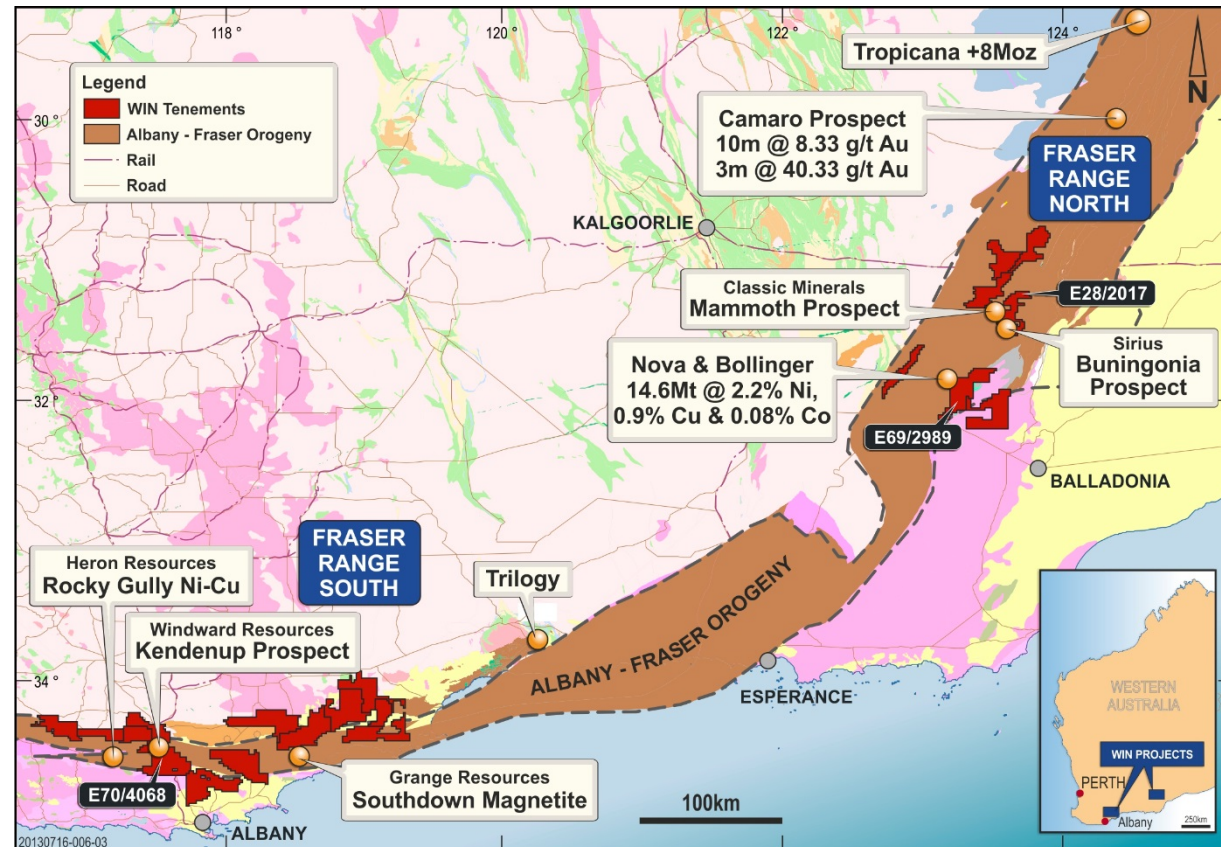 118°
120°
122°
124°
30°
32°
34°
Legend
WIN Tenements
Albany - Fraser Orogeny
Rail
Road
Tropicana +8Moz
N
Camaro Prospect
10m @ 8.33 g/t Au
3m @ 40.33 g/t Au
FRASER
RANGE
NORTH
KALGOORLIE
Classic Minerals
Mammoth Prospect
E28/2017
Sirius
Buningonia
Prospect
Nova & Bollinger
14.6Mt @ 2.2% Ni,
0.9% Cu & 0.08% Co
E69/2989
BALLADONIA
FRASER
RANGE
SOUTH
Heron Resources
Rocky Gully Ni-Cu
Windward Resources
Kendenup Prospect
Trilogy
ALBANY - FRASER OROGENY
ESPERANCE
E70/4068
Grange Resources
Southdown Magnetite
ALBANY
100km
20130716-006-03
WESTERN
AUSTRALIA
WIN PROJECTS
PERTH
Albany
250km